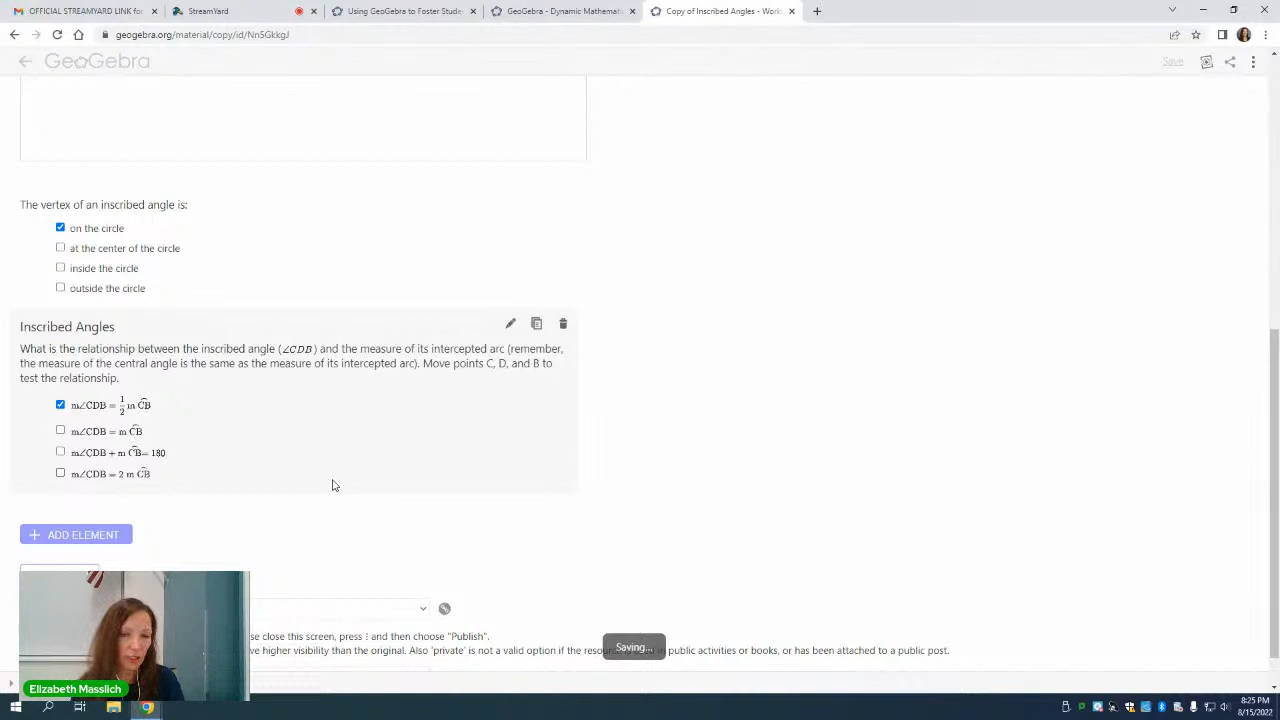 OFFICIAL STREAMYARD LINK for
StreamYard
Using GeoGebra to Foster Stude
GeoGebra - Dynamic Mathemat
Copy of Inscribed Angles - Work
geogebra.org/material/copy/id/Nn5GkkgJ
GeoGebra
Save
The vertex of an inscribed angle is:
on the circle
at the center of the circle
inside the circle
outside the circle
Inscribed Angles
What is the relationship between the inscribed angle (∠CDB) and the measure of its intercepted arc (remember,
the measure of the central angle is the same as the measure of its intercepted arc). Move points C, D, and B to
test the relationship.
m∠CDB = 1/2 m C͡B
m∠CDB = m C͡B
m∠CDB + m C͡B = 180
m∠CDB = 2 m C͡B
+ ADD ELEMENT
se close this screen, press ⋮ and then choose "Publish".
Saving...
ve higher visibility than the original. Also 'private' is not a valid option if the resource is used in public activities or books, or has been attached to a public post.
Elizabeth Masslich
8:25 PM
8/15/2022